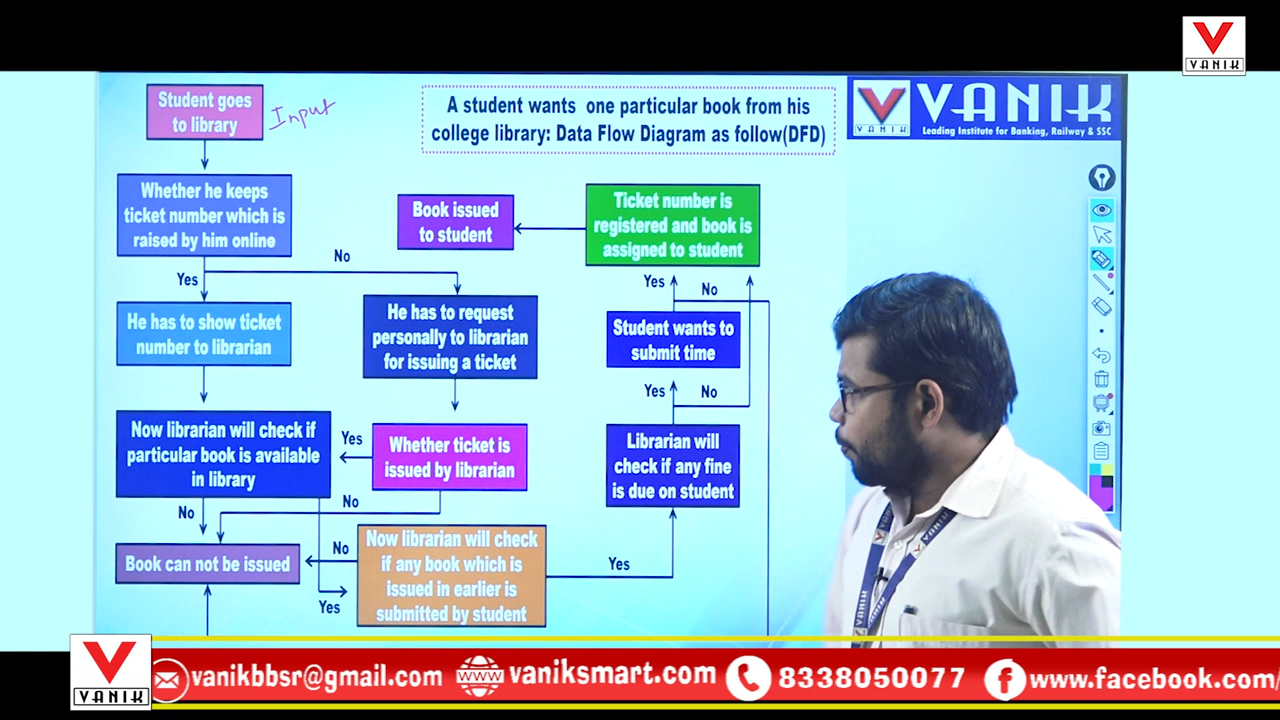 VANIK
Student goes
to library
Input
A student wants one particular book from his
college library: Data Flow Diagram as follow(DFD)
VANIK
VANIK
Leading Institute for Banking, Railway & SSC
Whether he keeps
ticket number which is
raised by him online
Book issued
to student
Ticket number is
registered and book is
assigned to student
No
Yes
Yes
No
He has to show ticket
number to librarian
He has to request
personally to librarian
for issuing a ticket
Student wants to
submit time
Yes
No
Now librarian will check if
particular book is available
in library
Yes
Whether ticket is
issued by librarian
Librarian will
check if any fine
is due on student
No
No
Book can not be issued
No
Now librarian will check
if any book which is
issued in earlier is
submitted by student
Yes
Yes
VANIK
vanikbbsr@gmail.com
www
vaniksmart.com
8338050077
www.facebook.com/